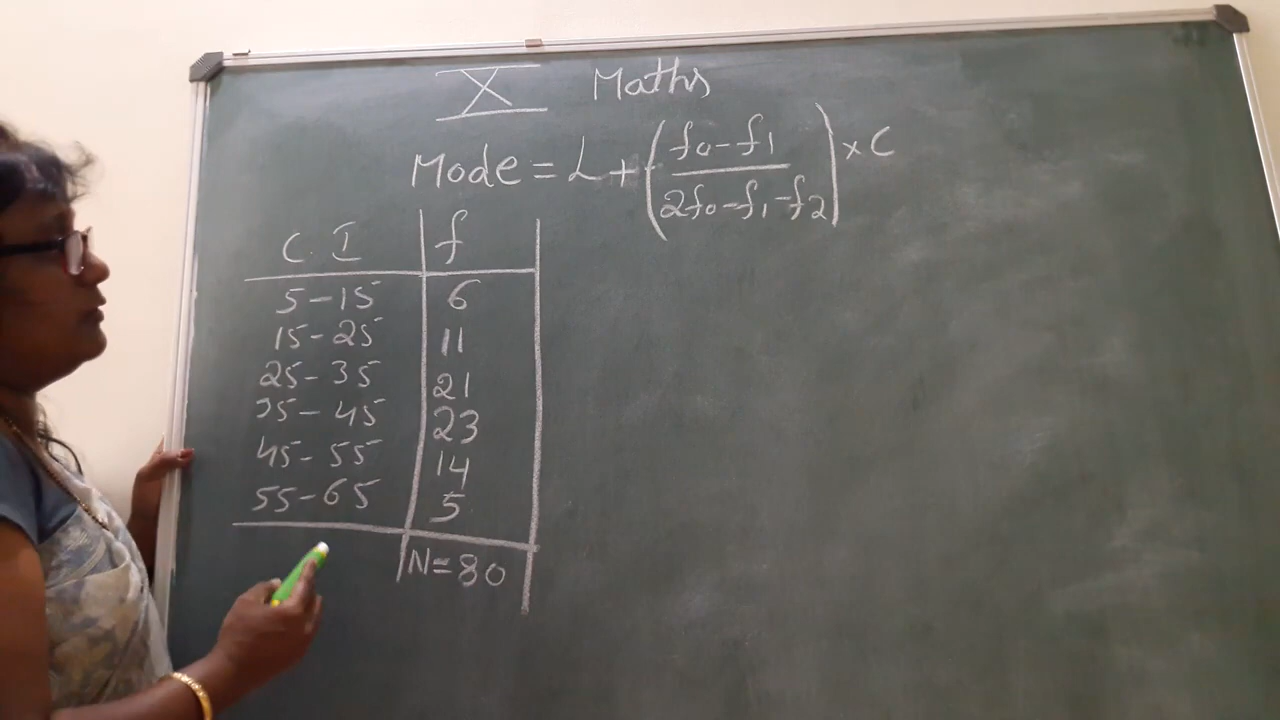 X Maths
Mode = L + (f0 - f1 / 2f0 - f1 - f2) × C
C. I f
5-15 6
15-25 11
25-35 21
35-45 23
45-55 14
55-65 5
N=80